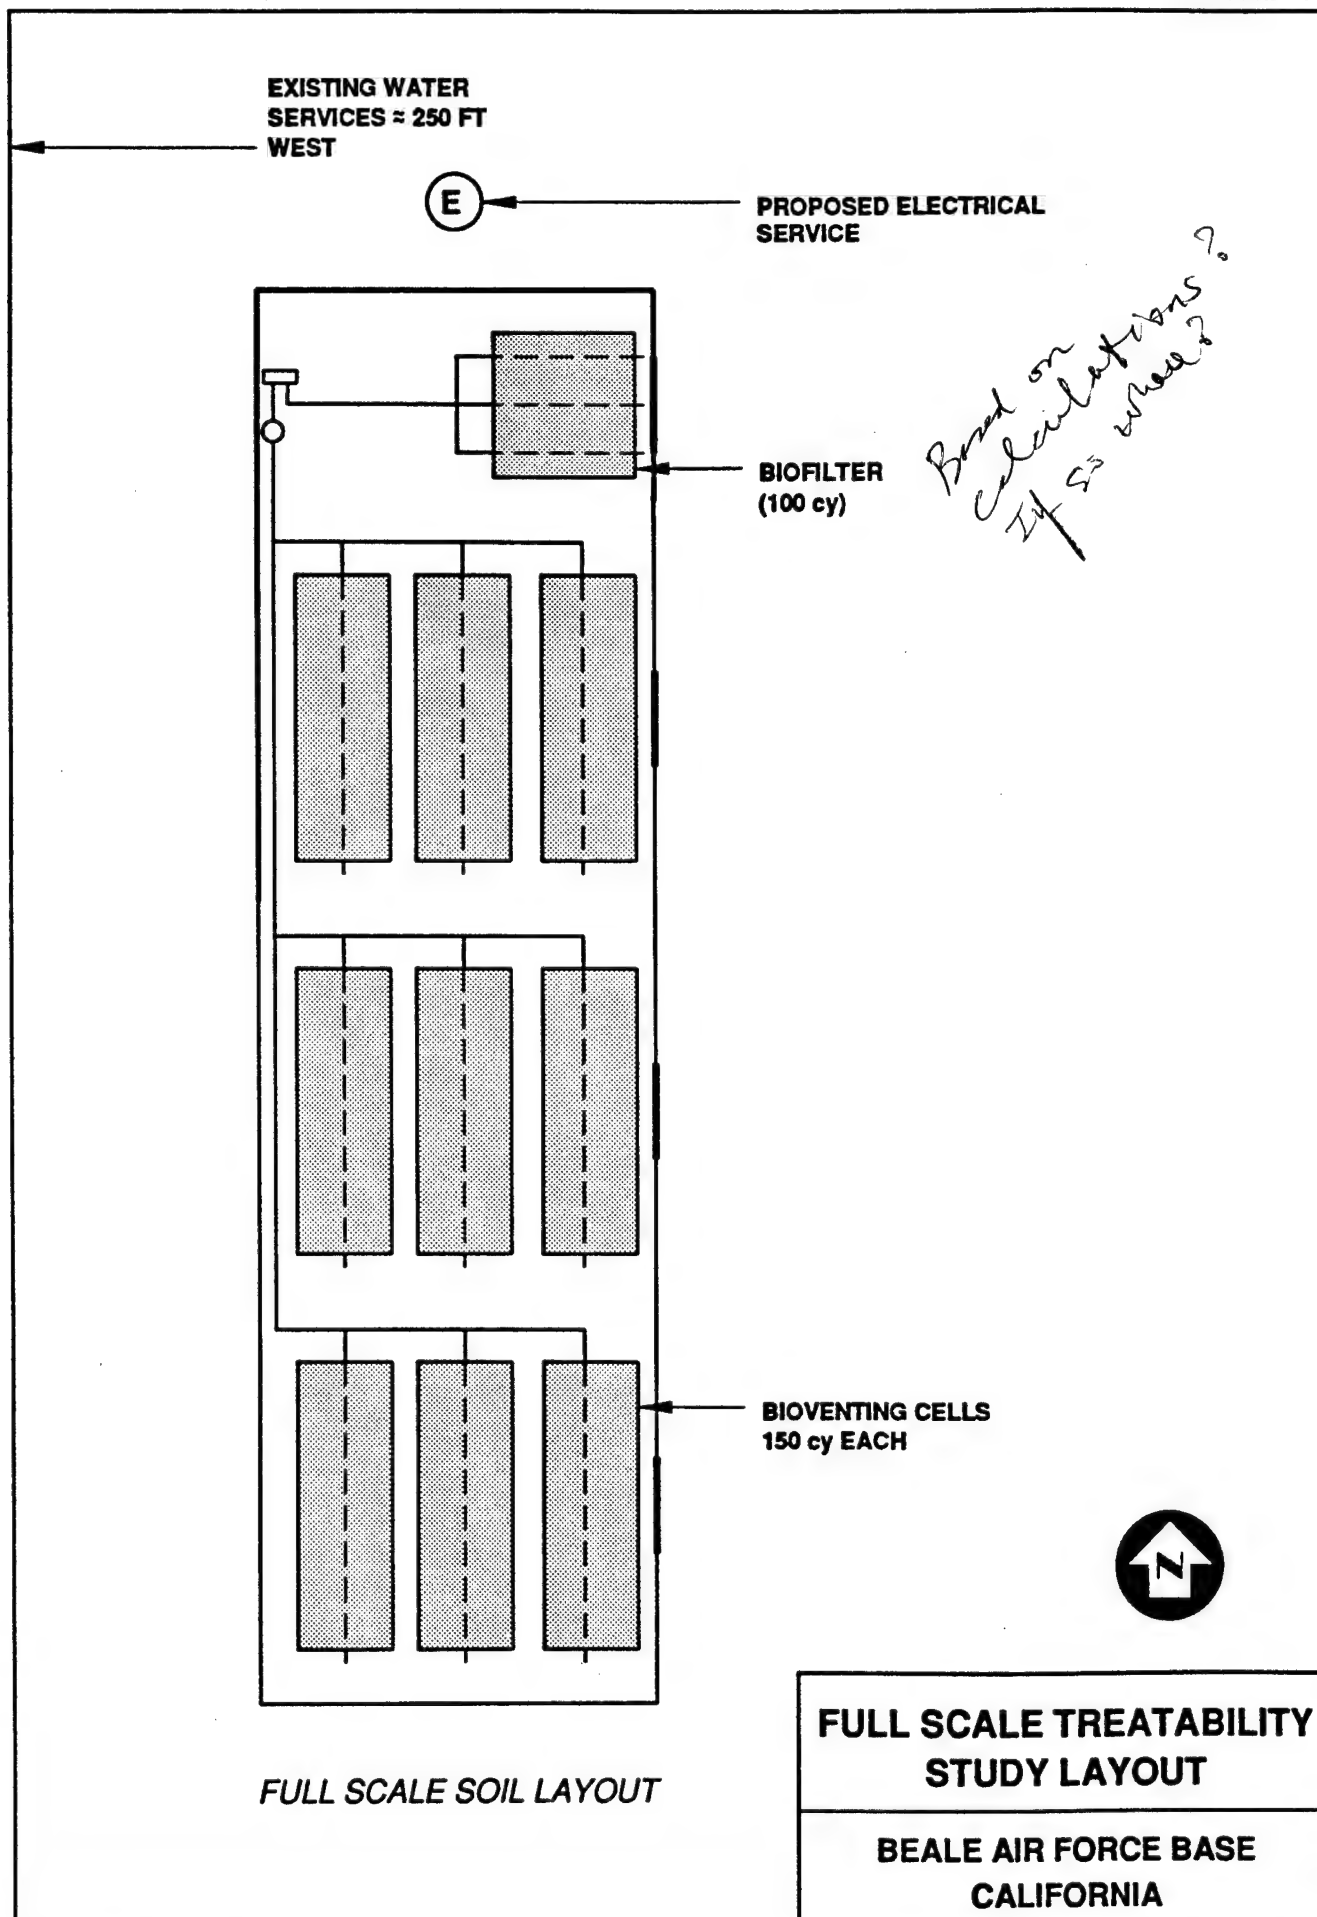 EXISTING WATER
SERVICES ≈ 250 FT
WEST
E
PROPOSED ELECTRICAL
SERVICE
Based on
calculations?
If so where?
BIOFILTER
(100 cy)
BIOVENTING CELLS
150 cy EACH
N
FULL SCALE SOIL LAYOUT
FULL SCALE TREATABILITY
STUDY LAYOUT
BEALE AIR FORCE BASE
CALIFORNIA